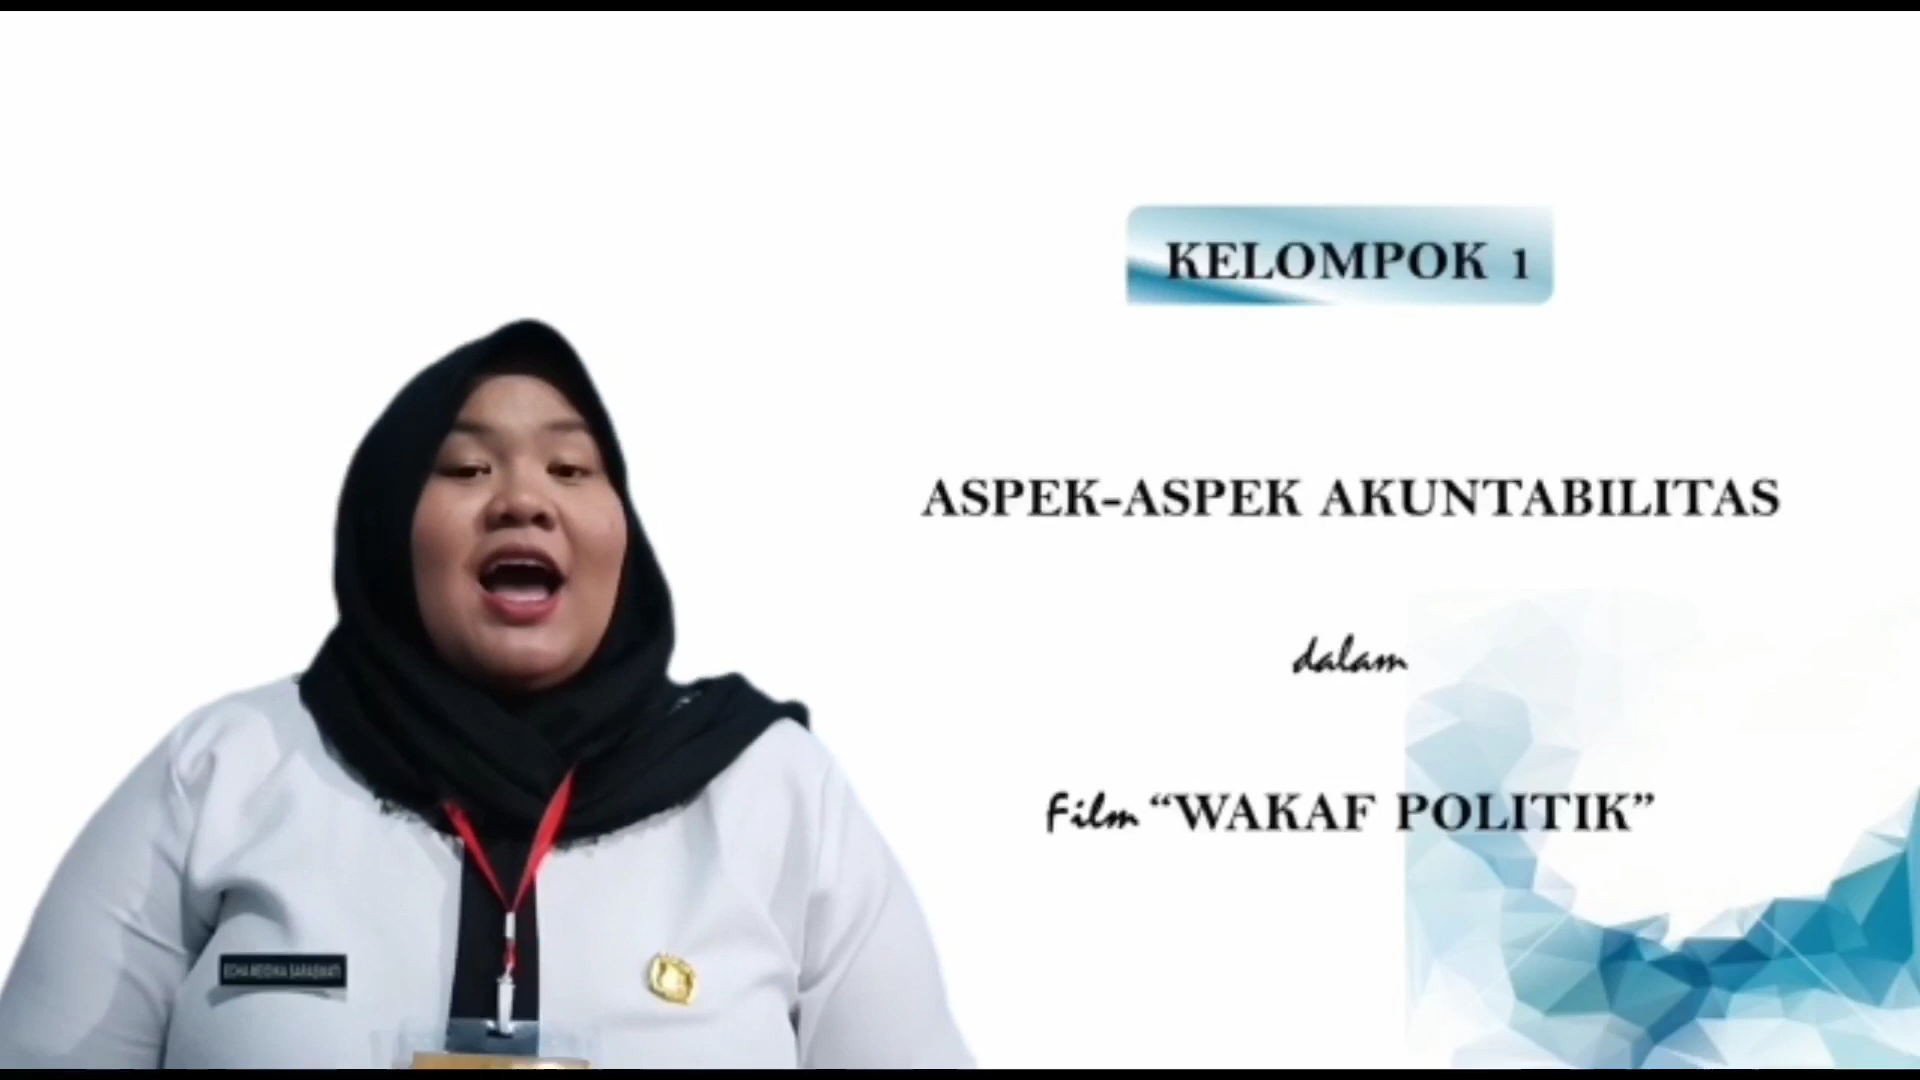 KELOMPOK 1
ASPEK-ASPEK AKUNTABILITAS
dalam
Film “WAKAF POLITIK”